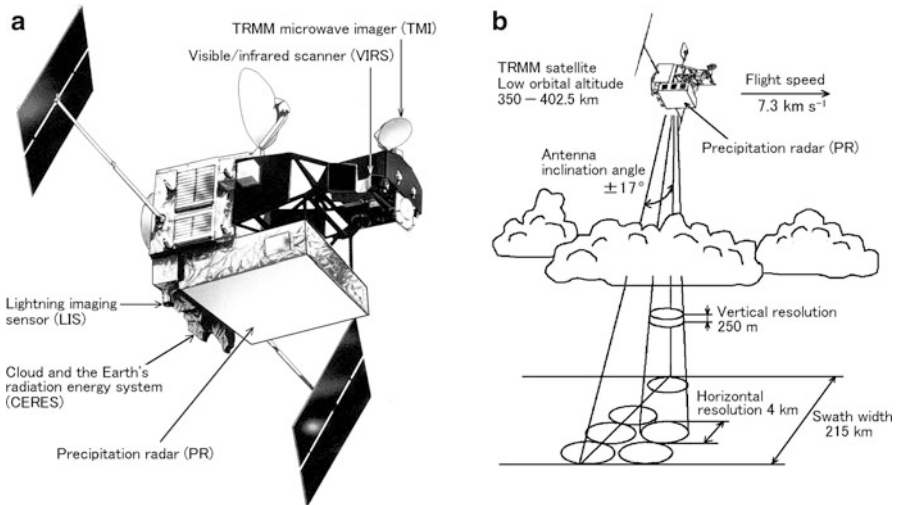 a
TRMM microwave imager (TMI)
Visible/infrared scanner (VIRS)
Lightning imaging
sensor (LIS)
Cloud and the Earth's
radiation energy system
(CERES)
Precipitation radar (PR)
b
TRMM satellite
Low orbital altitude
350 − 402.5 km
Flight speed
7.3 km s⁻¹
Precipitation radar (PR)
Antenna
inclination angle
±17°
Vertical resolution
250 m
Horizontal
resolution 4 km
Swath width
215 km